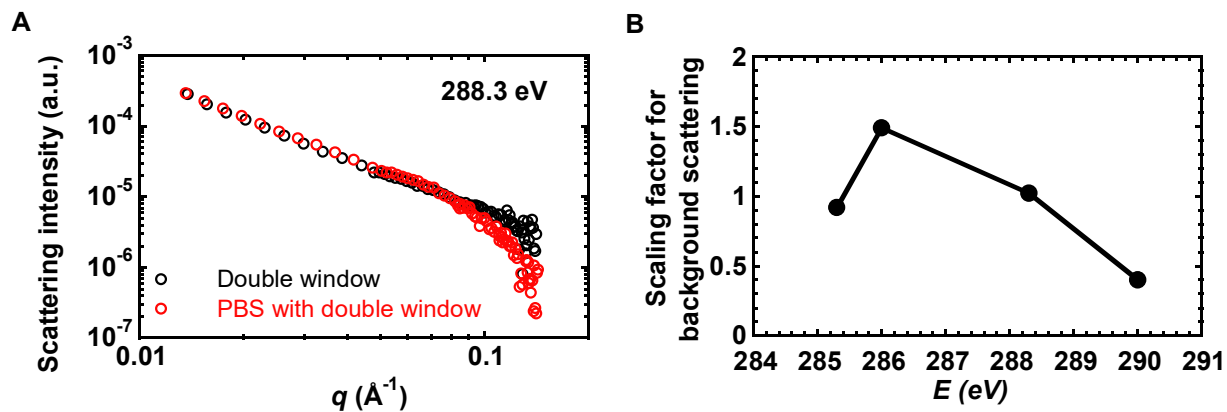 A
Scattering intensity (a.u.)
10⁻³
10⁻⁴
10⁻⁵
10⁻⁶
10⁻⁷
288.3 eV
Double window
PBS with double window
0.01
0.1
q (Å⁻¹)
B
Scaling factor for
background scattering
2
1.5
1
0.5
0
284 285 286 287 288 289 290 291
E (eV)